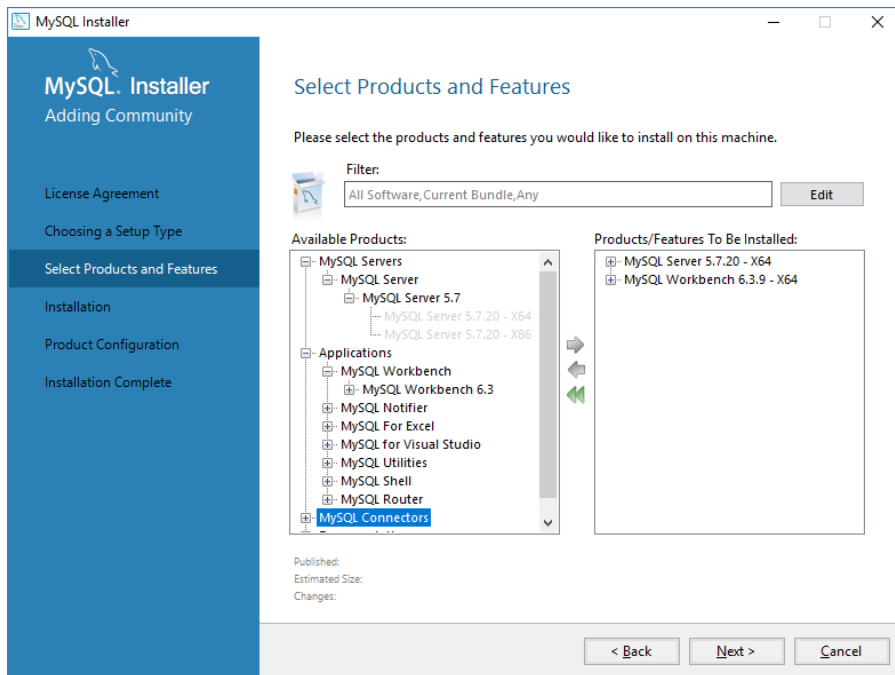 MySQL Installer
MySQL. Installer
Adding Community
License Agreement
Choosing a Setup Type
Select Products and Features
Installation
Product Configuration
Installation Complete
Select Products and Features
Please select the products and features you would like to install on this machine.
Filter:
All Software,Current Bundle,Any
Edit
Available Products:
MySQL Servers
MySQL Server
MySQL Server 5.7
MySQL Server 5.7.20 - X64
MySQL Server 5.7.20 - X86
Applications
MySQL Workbench
MySQL Workbench 6.3
MySQL Notifier
MySQL For Excel
MySQL for Visual Studio
MySQL Utilities
MySQL Shell
MySQL Router
MySQL Connectors
Products/Features To Be Installed:
MySQL Server 5.7.20 - X64
MySQL Workbench 6.3.9 - X64
Published:
Estimated Size:
Changes:
< Back
Next >
Cancel